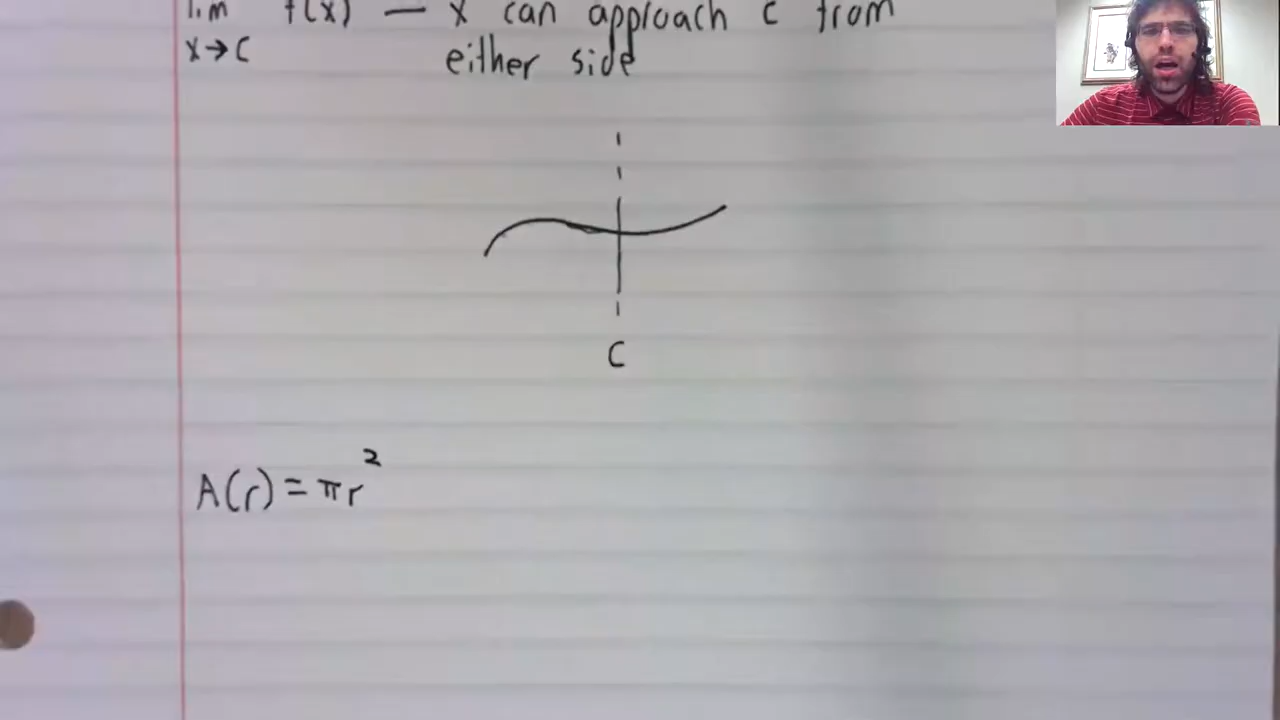 lim f(x) — x can approach c from
x→c either side
C
A(r) = πr²